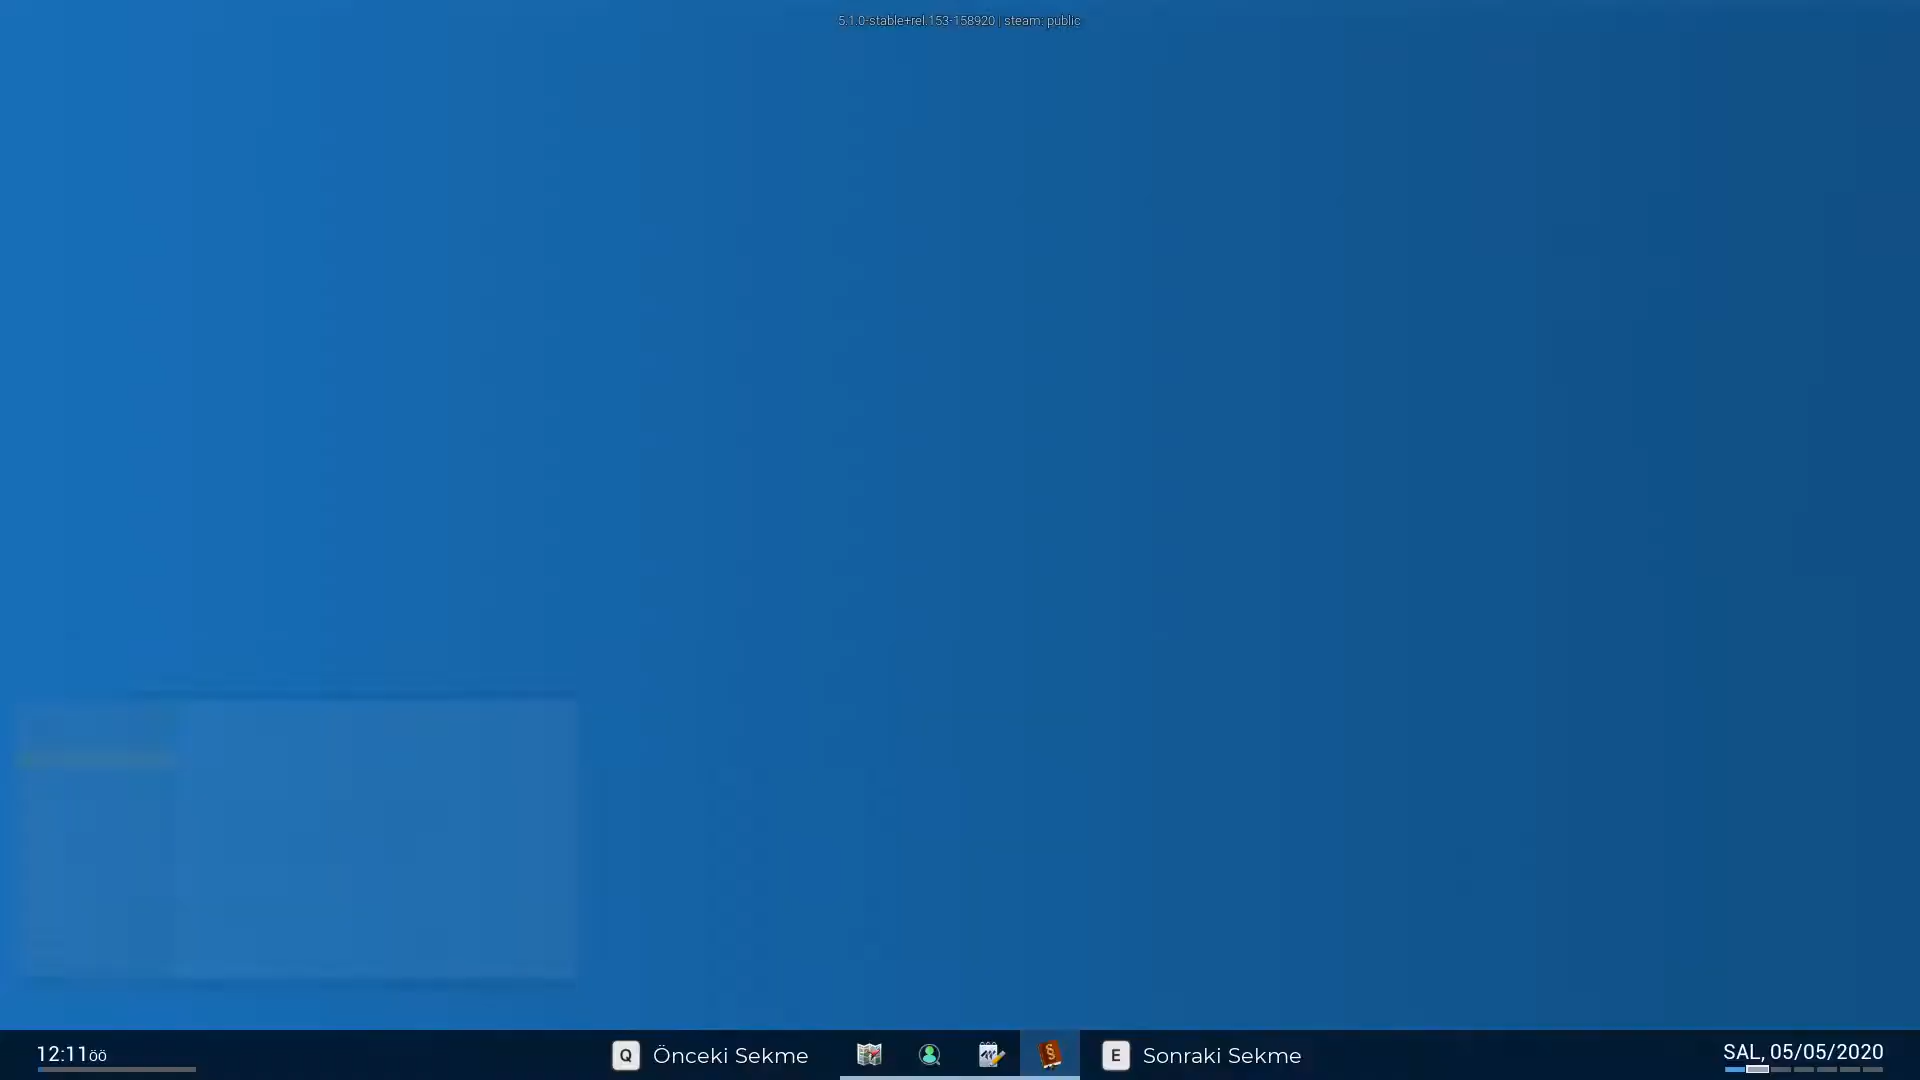 5.1.0-stable+rel.153-158920 | steam: public
12:11öö
Q Önceki Sekme
E Sonraki Sekme
SAL, 05/05/2020